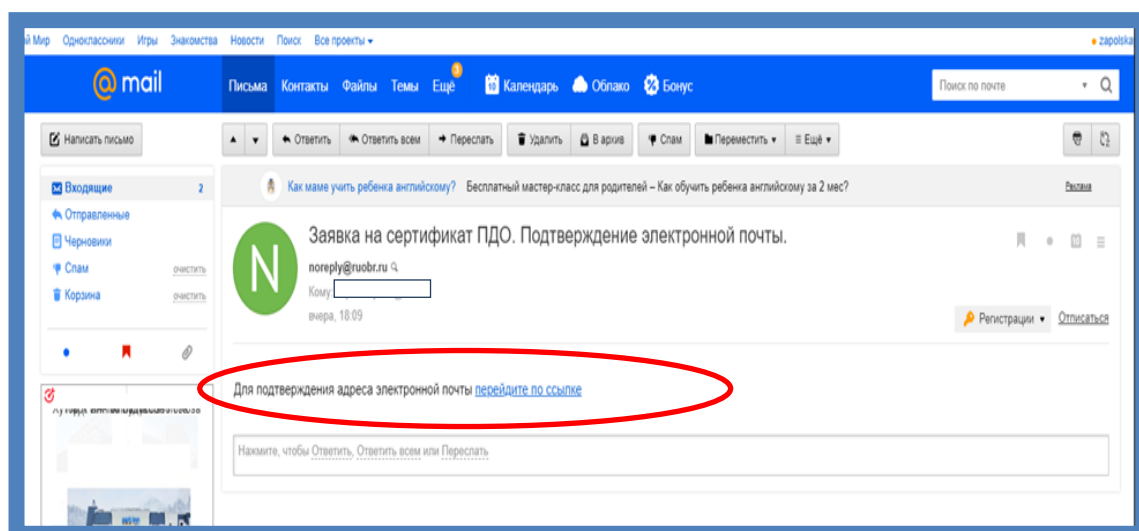 й Мир Одноклассники Игры Знакомства Новости Поиск Все проекты zapolska
@mail Письма Контакты Файлы Темы Ещё 3 10 Календарь Облако Бонус Поиск по почте
Написать письмо Ответить Ответить всем Переслать Удалить В архив Спам Переместить Ещё
Входящие 2
Отправленные
Черновики
Спам очистить
Корзина очистить
Как маме учить ребенка английскому? Бесплатный мастер-класс для родителей – Как обучить ребенка английскому за 2 мес? Реклама
N
Заявка на сертификат ПДО. Подтверждение электронной почты.
noreply@ruobr.ru
Кому
вчера, 18:09
Регистрации Отписаться
Для подтверждения адреса электронной почты перейдите по ссылке
Нажмите, чтобы Ответить, Ответить всем или Переслать